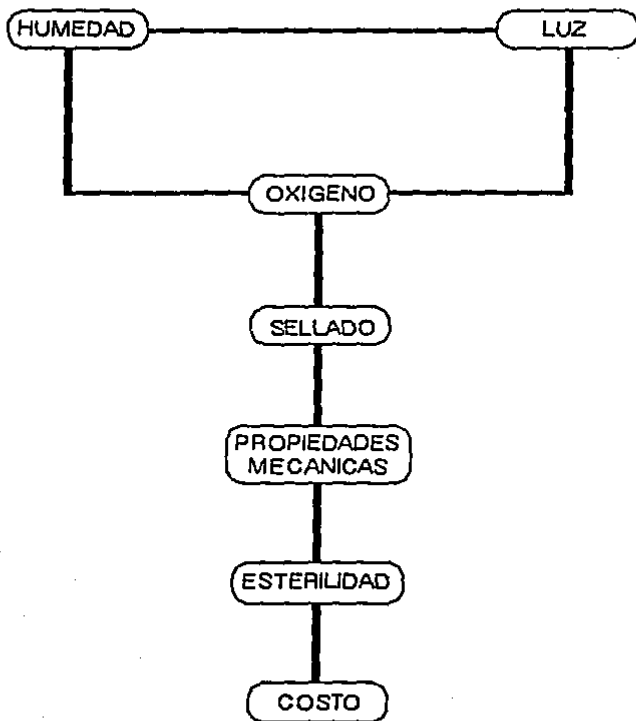 HUMEDAD
LUZ
OXIGENO
SELLADO
PROPIEDADES
MECANICAS
ESTERILIDAD
COSTO